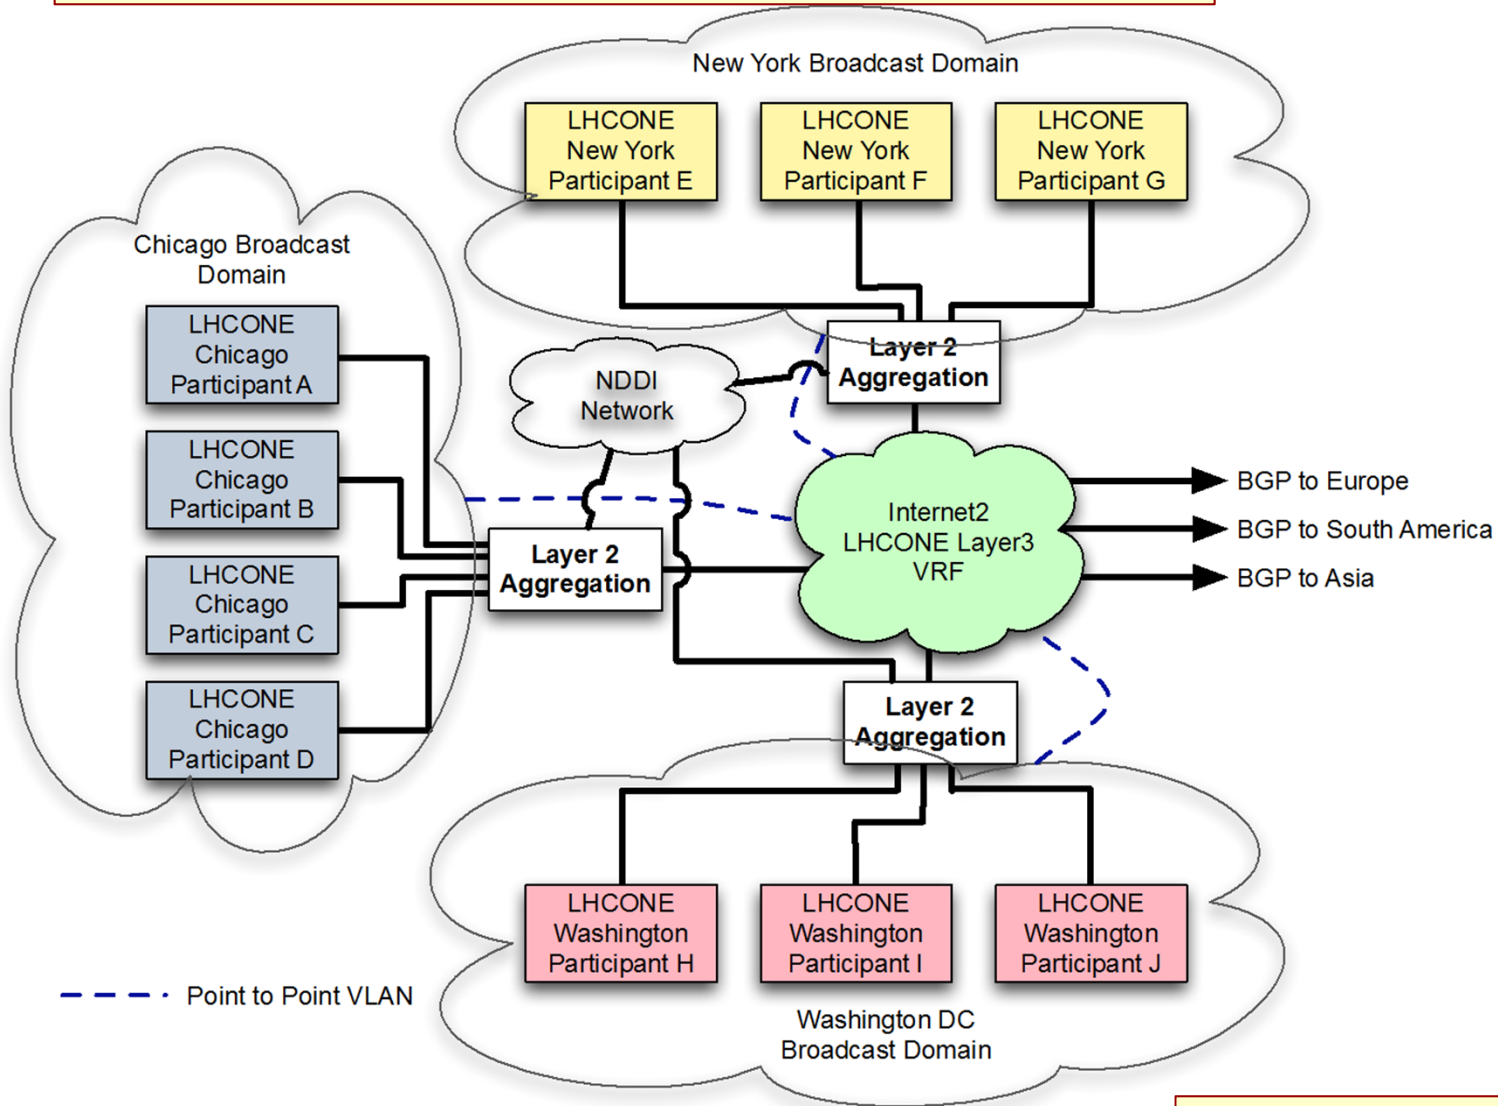 New York Broadcast Domain
LHCONE
New York
Participant E
LHCONE
New York
Participant F
LHCONE
New York
Participant G
Chicago Broadcast
Domain
LHCONE
Chicago
Participant A
LHCONE
Chicago
Participant B
LHCONE
Chicago
Participant C
LHCONE
Chicago
Participant D
NDDI
Network
Layer 2
Aggregation
Layer 2
Aggregation
Internet2
LHCONE Layer3
VRF
BGP to Europe
BGP to South America
BGP to Asia
Layer 2
Aggregation
LHCONE
Washington
Participant H
LHCONE
Washington
Participant I
LHCONE
Washington
Participant J
Point to Point VLAN
Washington DC
Broadcast Domain